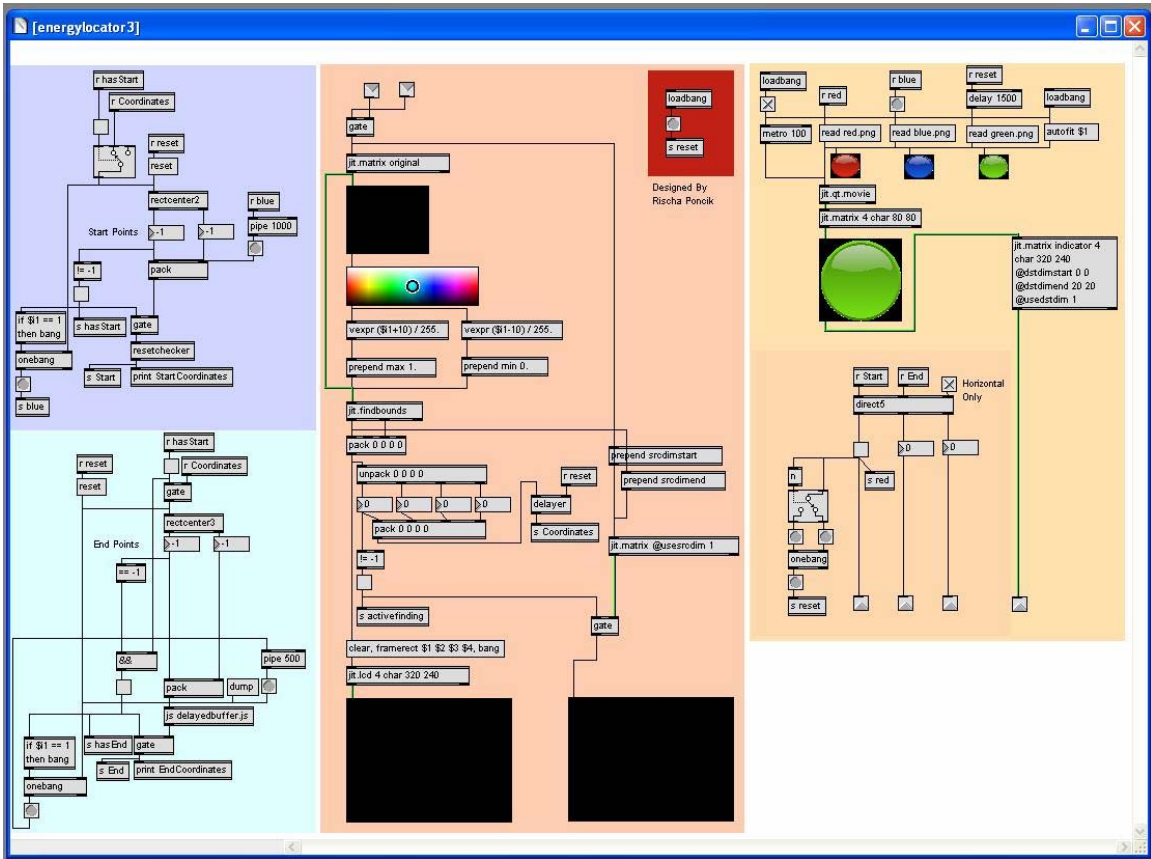 [energylocator3]
r hasStart
r Coordinates
r reset
reset
rectcenter2
r blue
Start Points
-1
-1
pipe 1000
!= -1
pack
if $i1 == 1
then bang
s hasStart
gate
onebang
resetchecker
s Start
print StartCoordinates
s blue
r hasStart
r reset
r Coordinates
reset
gate
rectcenter3
End Points
-1
-1
== -1
&&
pipe 500
pack
dump
js delayedbuffer.js
if $i1 == 1
then bang
s hasEnd
gate
s End
print EndCoordinates
onebang
gate
jit.matrix original
vexpr ($i1+10) / 255.
vexpr ($i1-10) / 255.
prepend max 1.
prepend min 0.
jit.findbounds
pack 0 0 0 0
unpack 0 0 0 0
r reset
0
0
0
0
delayer
pack 0 0 0 0
s Coordinates
!= -1
s activefinding
prepend srcdimstart
prepend srcdimend
jit.matrix @usesrcdim 1
gate
clear, framerect $1 $2 $3 $4, bang
jit.lcd 4 char 320 240
loadbang
s reset
Designed By
Rischa Poncik
loadbang
r red
r blue
r reset
delay 1500
loadbang
metro 100
read red.png
read blue.png
read green.png
autofit $1
jit.qt.movie
jit.matrix 4 char 80 80
jit.matrix indicator 4
char 320 240
@dstdimstart 0 0
@dstdimend 20 20
@usedstdim 1
r Start
r End
Horizontal
Only
direct5
0
0
n
s red
onebang
s reset